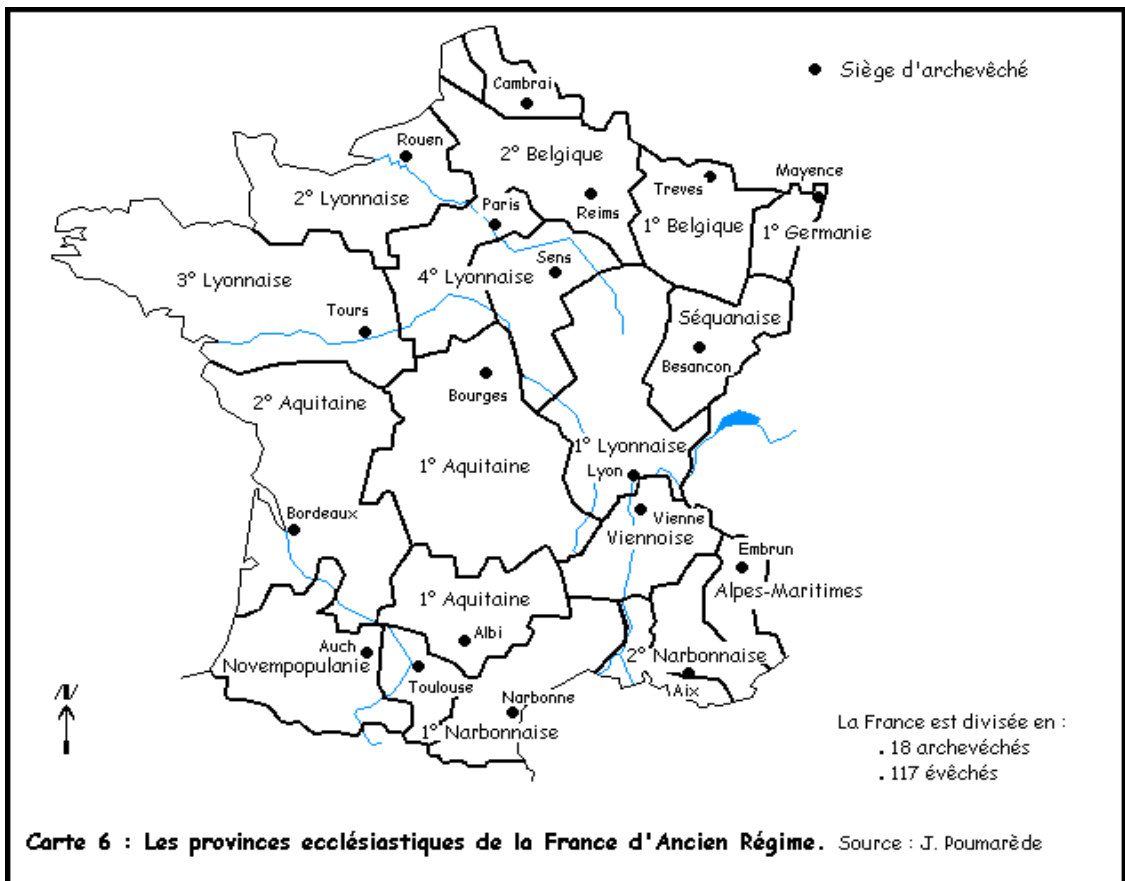 Siège d'archevêché
Cambrai
Rouen
2° Belgique
Mayence
Treves
2° Lyonnaise
Paris
Reims
1° Belgique
1° Germanie
Sens
3° Lyonnaise
4° Lyonnaise
Tours
Séquanaise
Besancon
Bourges
2° Aquitaine
1° Lyonnaise
1° Aquitaine
Lyon
Bordeaux
Vienne
Viennoise
Embrun
Alpes-Maritimes
1° Aquitaine
Albi
Auch
Novempopulanie
2° Narbonnaise
Toulouse
Aix
Narbonne
N
1° Narbonnaise
La France est divisée en :
. 18 archevéchés
. 117 évêchés
Carte 6 : Les provinces ecclésiastiques de la France d'Ancien Régime. Source : J. Poumarède